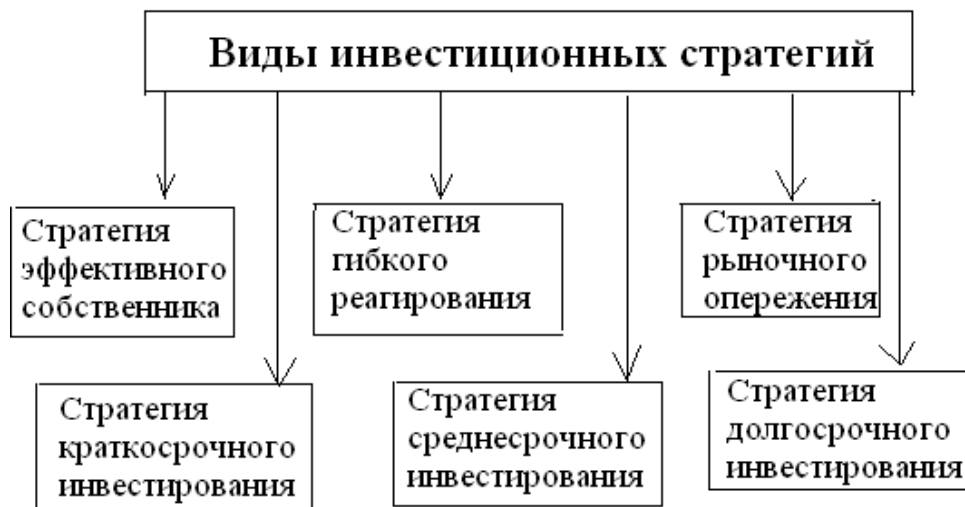 Виды инвестиционных стратегий
Стратегия
эффективного
собственника
Стратегия
гибкого
реагирования
Стратегия
рыночного
опережения
Стратегия
краткосрочного
инвестирования
Стратегия
среднесрочного
инвестирования
Стратегия
долгосрочного
инвестирования